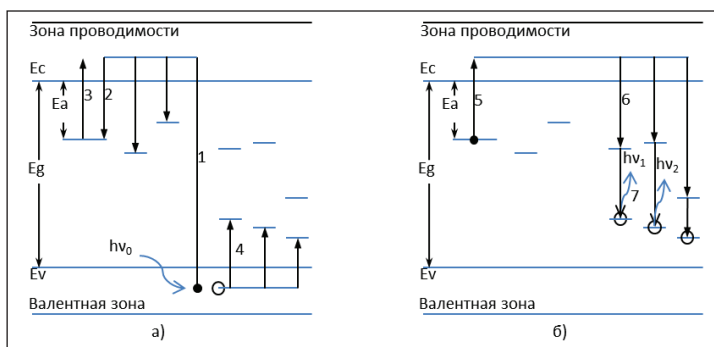 Зона проводимости
Ec
Ea
3
2
Eg
1
4
hν₀
Ev
Валентная зона
а)
Зона проводимости
Ec
Ea
5
6
Eg
hν₁
hν₂
7
Ev
Валентная зона
б)